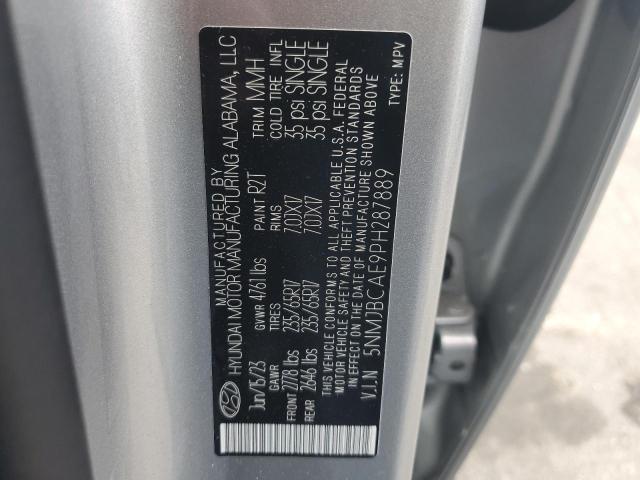 MANUFACTURED BY
HYUNDAI MOTOR MANUFACTURING ALABAMA, LLC
Jun/15/23 GVWR 4761 lbs PAINT R2T TRIM MMH
GAWR TIRES RIMS COLD TIRE INFL
FRONT 2778 lbs 235/65R17 7.0JX17 35 psi SINGLE
REAR 2646 lbs 235/65R17 7.0JX17 35 psi SINGLE
THIS VEHICLE CONFORMS TO ALL APPLICABLE U.S.A. FEDERAL
MOTOR VEHICLE SAFETY AND THEFT PREVENTION STANDARDS
IN EFFECT ON THE DATE OF MANUFACTURE SHOWN ABOVE
V.I.N 5NMJBCAE9PH287889 TYPE: MPV